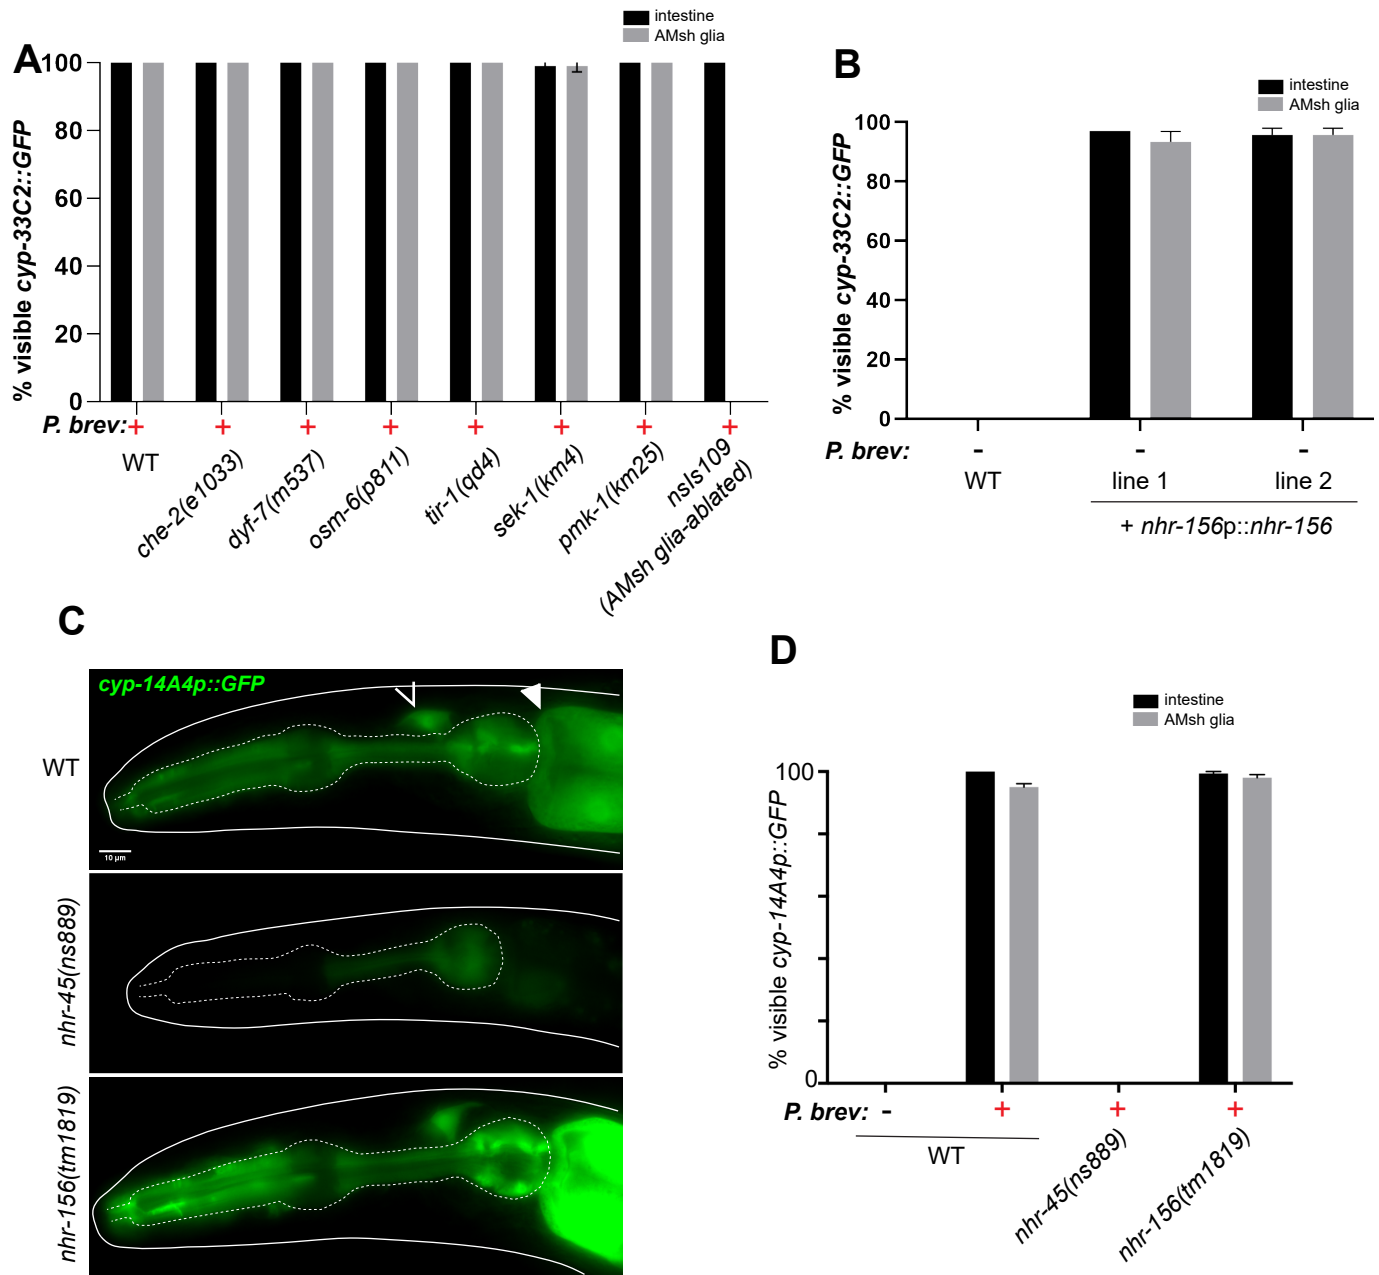 A
intestine
AMsh glia
% visible cyp-33C2::GFP
100
80
60
40
20
0
P. brev: + + + + + + + +
WT
che-2(e1033)
dyf-7(m537)
osm-6(p811)
tir-1(qd4)
sek-1(km4)
pmk-1(km25)
nsIs109
(AMsh glia-ablated)
B
intestine
AMsh glia
% visible cyp-33C2::GFP
100
80
60
40
20
0
P. brev: - - -
WT line 1 line 2
+ nhr-156p::nhr-156
C
cyp-14A4p::GFP
WT
10 μm
nhr-45(ns889)
nhr-156(tm1819)
D
intestine
AMsh glia
% visible cyp-14A4p::GFP
100
0
P. brev: - + + +
WT
nhr-45(ns889)
nhr-156(tm1819)